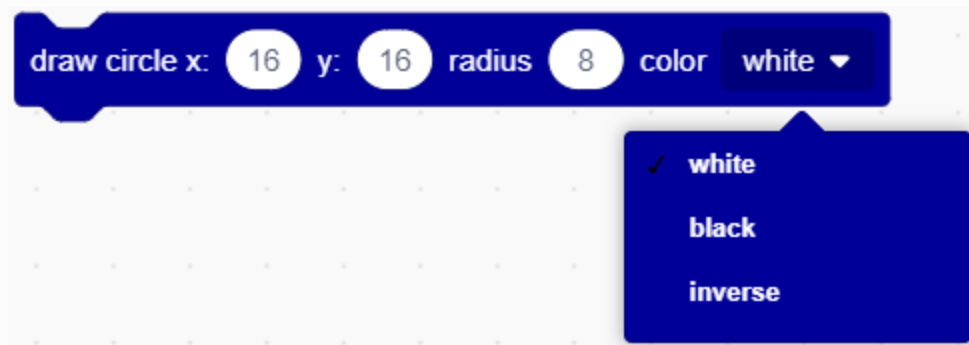 draw circle x: 16 y: 16 radius 8 color white
✓ white
black
inverse